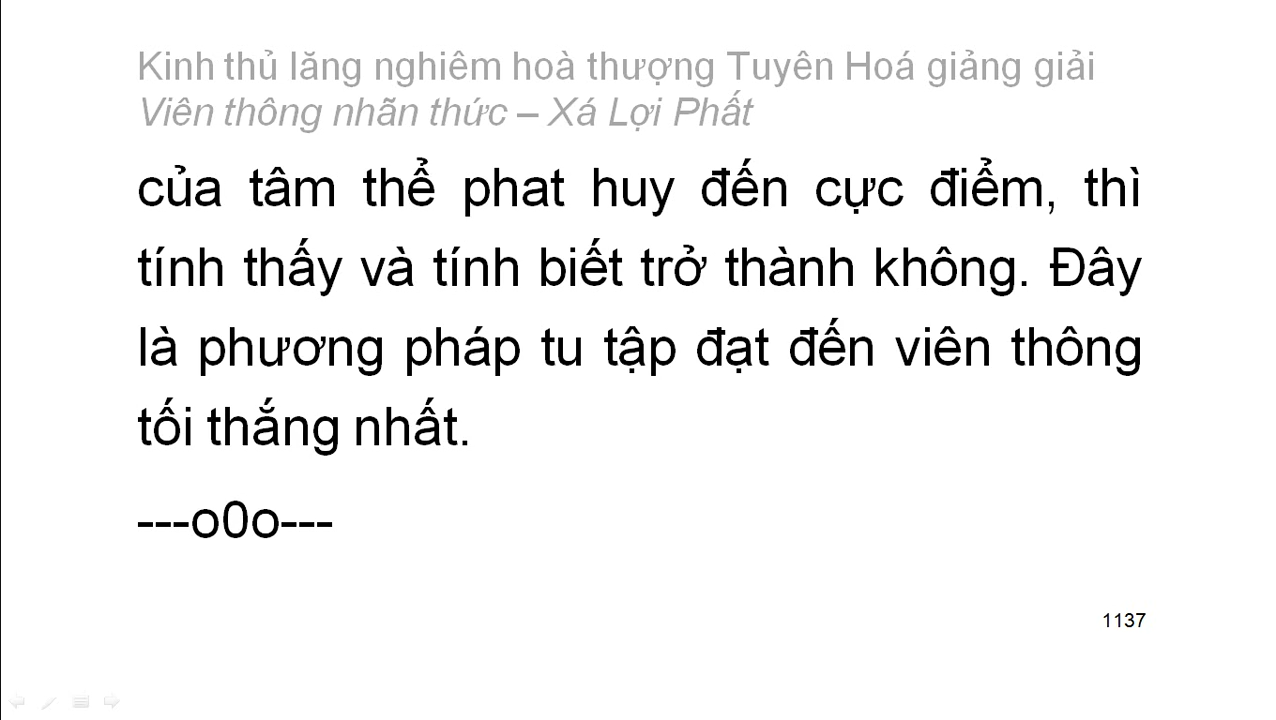 Kinh thủ lăng nghiêm hoà thượng Tuyên Hoá giảng giải
Viên thông nhãn thức – Xá Lợi Phất
của tâm thể phat huy đến cực điểm, thì
tính thấy và tính biết trở thành không. Đây
là phương pháp tu tập đạt đến viên thông
tối thắng nhất.
---o0o---
1137